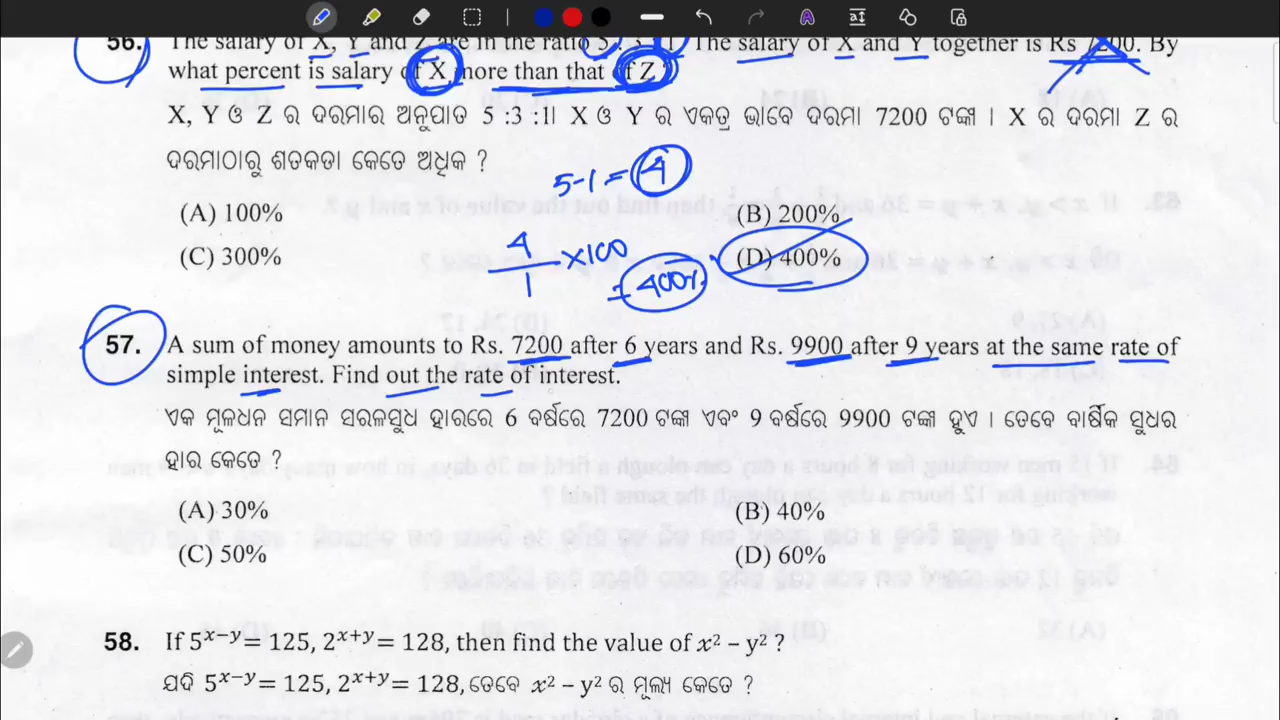 56. The salary of X, Y and Z are in the ratio 5 : 3 : 1. The salary of X and Y together is Rs 7200. By
what percent is salary of X more than that of Z ?
X, Y ଓ Z ର ଦରମାର ଅନୁପାତ 5 :3 :1। X ଓ Y ର ଏକତ୍ର ଭାବେ ଦରମା 7200 ଟଙ୍କା । X ର ଦରମା Z ର
ଦରମାଠାରୁ ଶତକଡା କେତେ ଅଧିକ ?
5-1 = 4
(A) 100% (B) 200%
(C) 300% (D) 400%
4/1 ×100
= 400%
57. A sum of money amounts to Rs. 7200 after 6 years and Rs. 9900 after 9 years at the same rate of
simple interest. Find out the rate of interest.
ଏକ ମୂଳଧନ ସମାନ ସରଳସୁଧ ହାରରେ 6 ବର୍ଷରେ 7200 ଟଙ୍କା ଏବଂ 9 ବର୍ଷରେ 9900 ଟଙ୍କା ହୁଏ । ତେବେ ବାର୍ଷିକ ସୁଧର
ହାର କେତେ ?
(A) 30% (B) 40%
(C) 50% (D) 60%
58. If 5^{x−y} = 125, 2^{x+y} = 128, then find the value of x² – y² ?
ଯଦି 5^{x−y} = 125, 2^{x+y} = 128, ତେବେ x² – y² ର ମୂଲ୍ୟ କେତେ ?